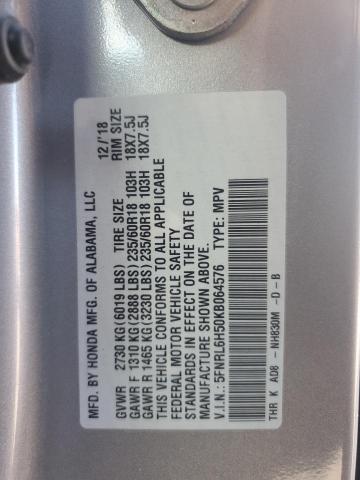 MFD. BY HONDA MFG. OF ALABAMA, LLC 12/'18
GVWR 2730 KG (6019 LBS) TIRE SIZE RIM SIZE
GAWR F 1310 KG (2888 LBS) 235/60R18 103H 18X7.5J
GAWR R 1465 KG (3230 LBS) 235/60R18 103H 18X7.5J
THIS VEHICLE CONFORMS TO ALL APPLICABLE
FEDERAL MOTOR VEHICLE SAFETY
STANDARDS IN EFFECT ON THE DATE OF
MANUFACTURE SHOWN ABOVE.
V.I.N.: 5FNRL6H50KB064576 TYPE: MPV
THR K AD8 - NH830M -D-B